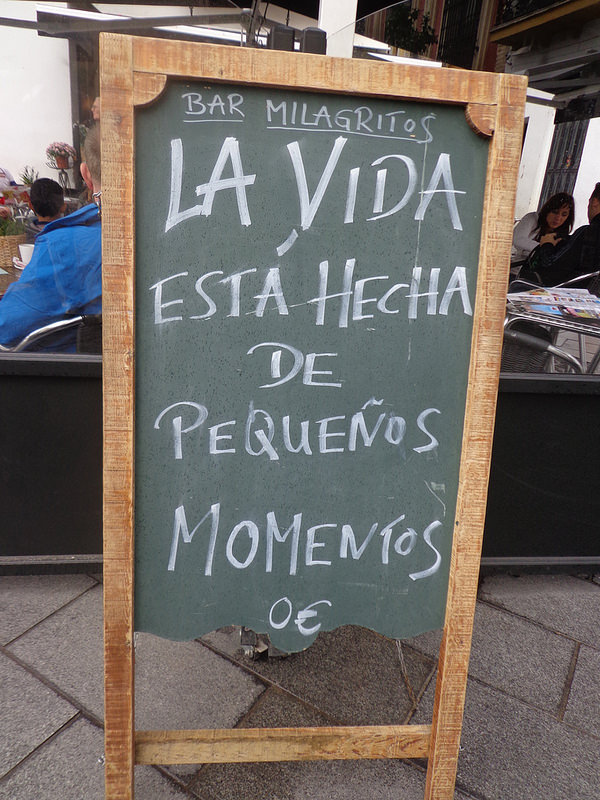 BAR MILAGRITOS
LA VIDA
ESTÁ HECHA
DE
PEQUEÑOS
MOMENTOS
0€